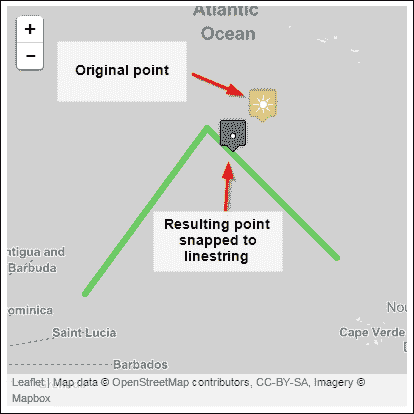 Atlantic
Ocean
+
−
Original point
Resulting point
snapped to
linestring
ntigua and
Barbuda
ominica
Saint Lucia
Barbados
Nou
Cape Verde
Leaflet | Map data © OpenStreetMap contributors, CC-BY-SA, Imagery ©
Mapbox